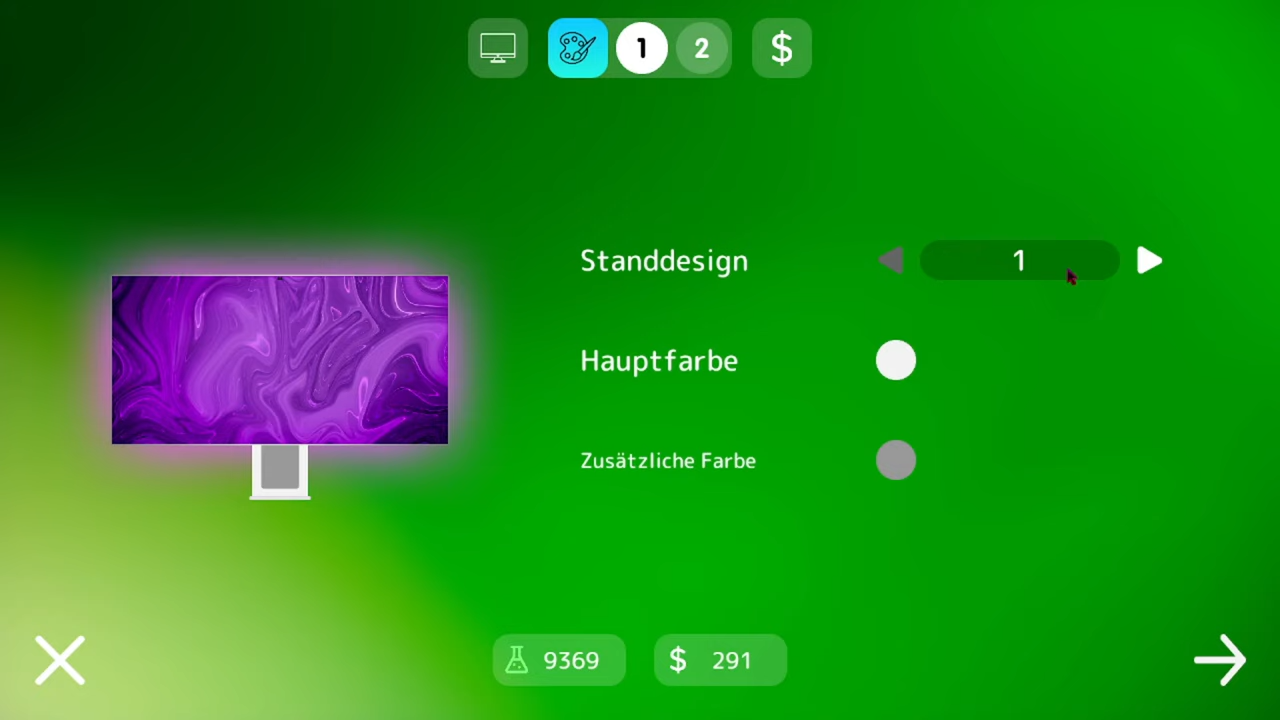 1 2 $
Standdesign 1
Hauptfarbe
Zusätzliche Farbe
9369 $ 291